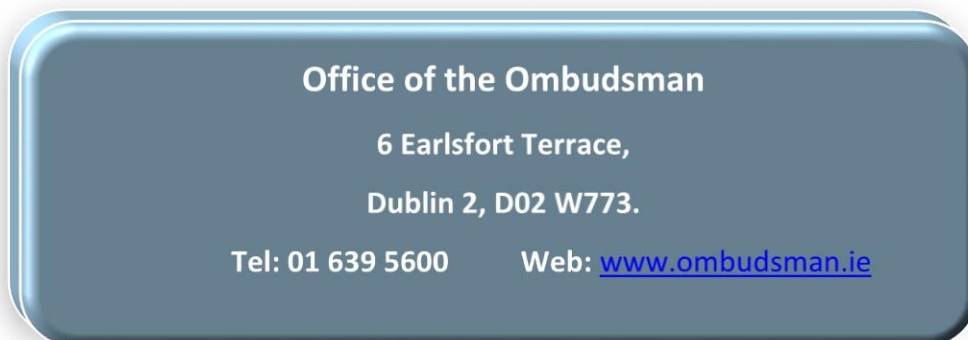 Office of the Ombudsman
6 Earlsfort Terrace,
Dublin 2, D02 W773.
Tel: 01 639 5600 Web: www.ombudsman.ie